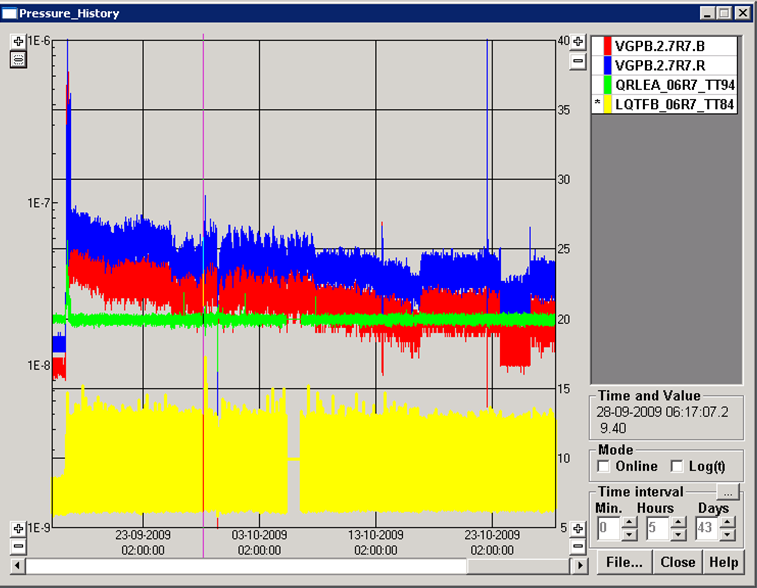 Pressure_History
1E-6
1E-7
1E-8
1E-9
40
35
30
25
20
15
10
5
23-09-2009
02:00:00
03-10-2009
02:00:00
13-10-2009
02:00:00
23-10-2009
02:00:00
VGPB.2.7R7.B
VGPB.2.7R7.R
QRLEA_06R7_TT94
* LQTFB_06R7_TT84
Time and Value
28-09-2009 06:17:07.2
9.40
Mode
Online Log(t)
Time interval ...
Min. Hours Days
0 5 43
File... Close Help